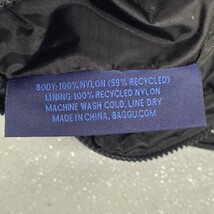 BODY: 100% NYLON (59% RECYCLED)
LINING: 100% RECYCLED NYLON
MACHINE WASH COLD, LINE DRY
MADE IN CHINA, BAGGU.COM